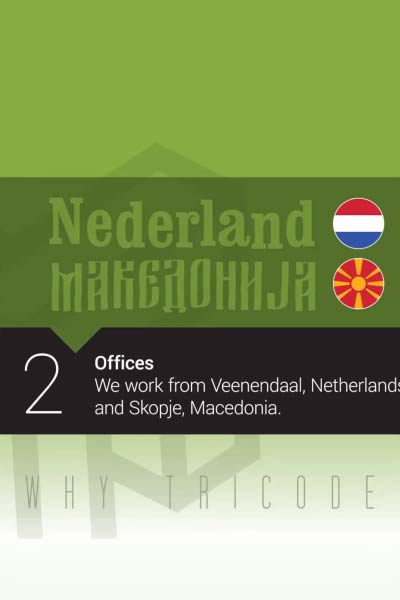 Nederland
МАКЕДОНИЈА
2
Offices
We work from Veenendaal, Netherlands
and Skopje, Macedonia.
WHY TRICODE